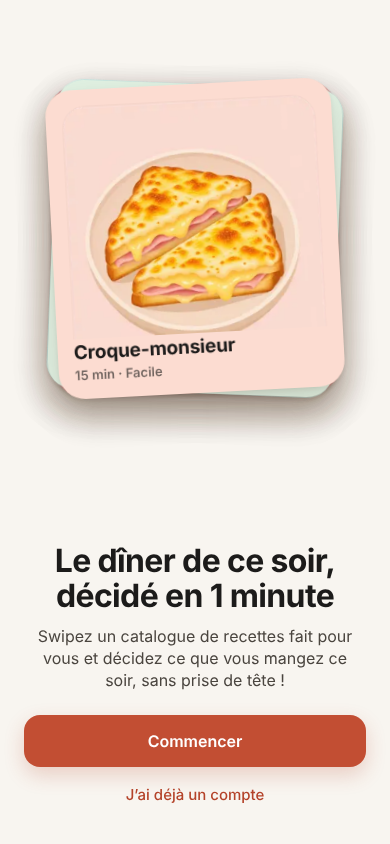 Croque-monsieur
15 min · Facile
Le dîner de ce soir,
décidé en 1 minute
Swipez un catalogue de recettes fait pour
vous et décidez ce que vous mangez ce
soir, sans prise de tête !
Commencer
J'ai déjà un compte